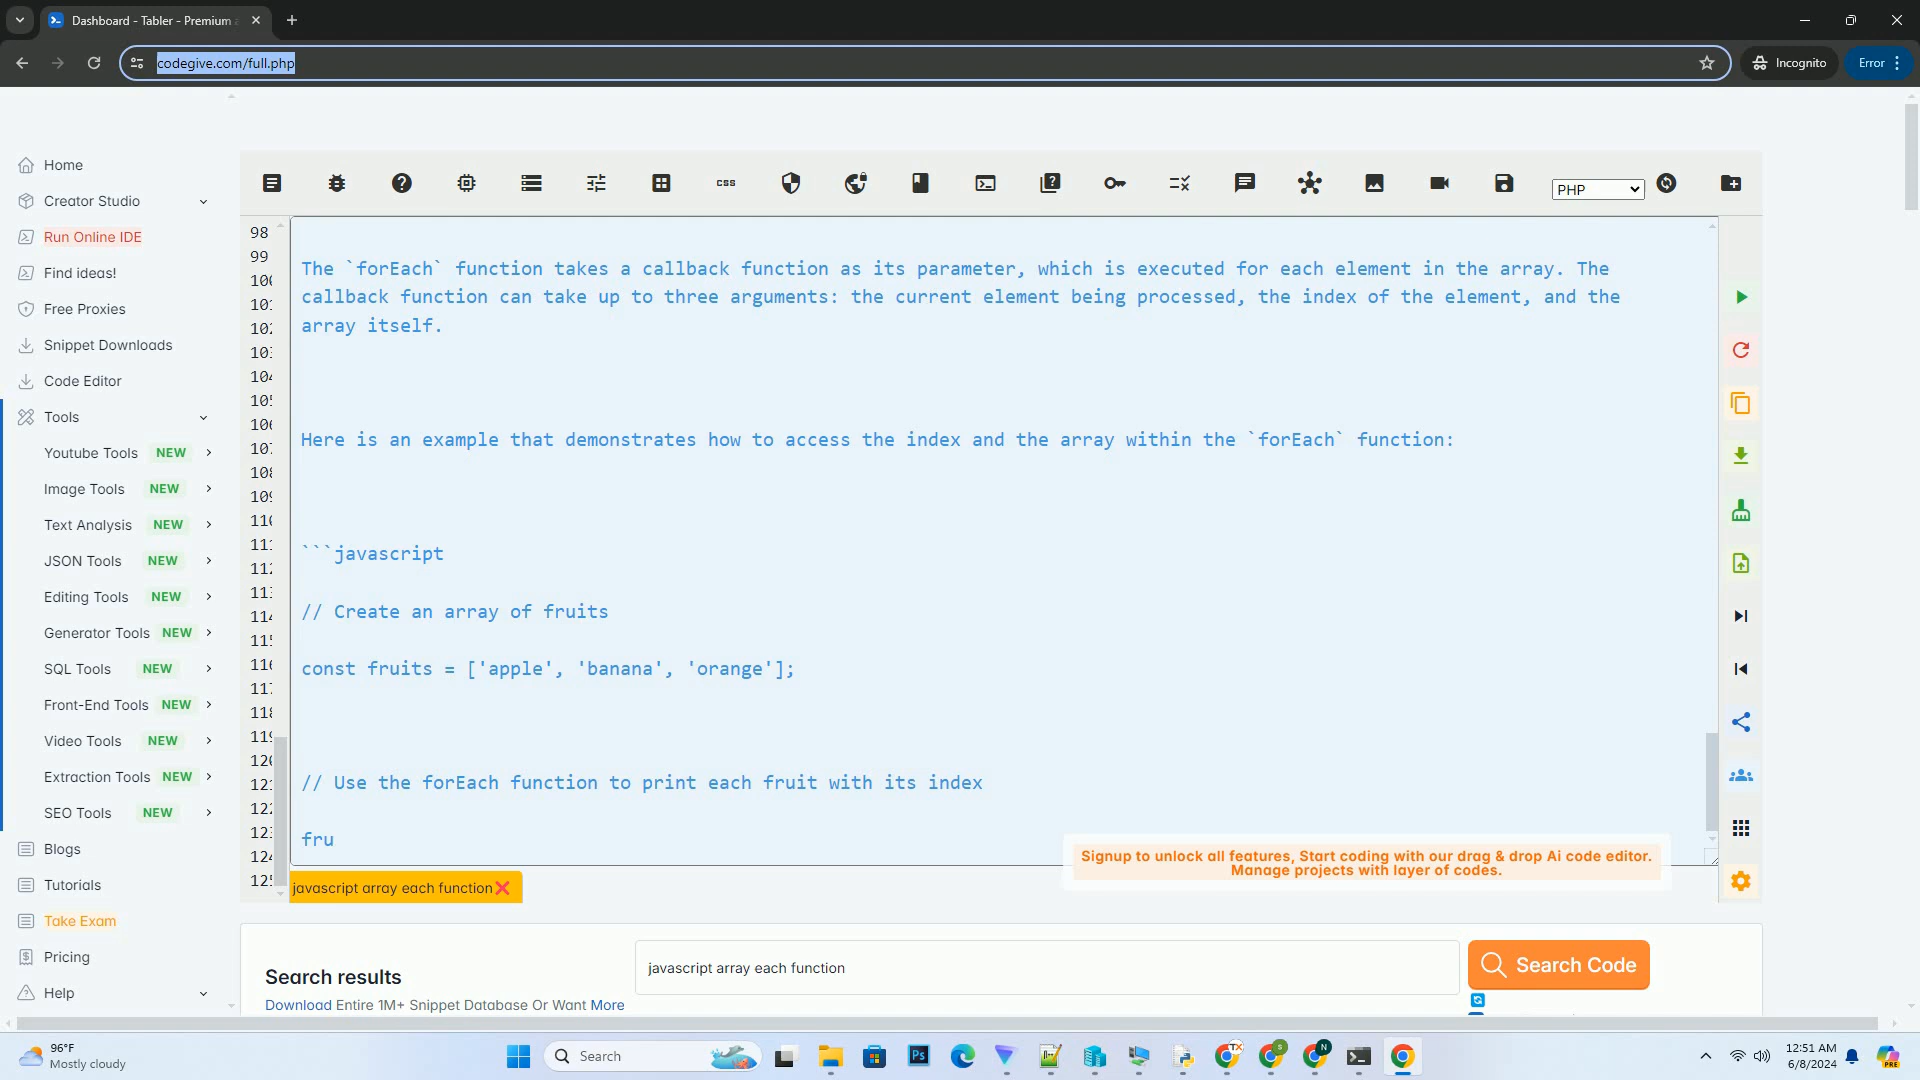 Dashboard - Tabler - Premium
codegive.com/full.php
Incognito
Error
Home
Creator Studio
Run Online IDE
Find ideas!
Free Proxies
Snippet Downloads
Code Editor
Tools
Youtube Tools NEW
Image Tools NEW
Text Analysis NEW
JSON Tools NEW
Editing Tools NEW
Generator Tools NEW
SQL Tools NEW
Front-End Tools NEW
Video Tools NEW
Extraction Tools NEW
SEO Tools NEW
Blogs
Tutorials
Take Exam
Pricing
Help
CSS
PHP
98
99
The `forEach` function takes a callback function as its parameter, which is executed for each element in the array. The
callback function can take up to three arguments: the current element being processed, the index of the element, and the
array itself.
Here is an example that demonstrates how to access the index and the array within the `forEach` function:
```javascript
// Create an array of fruits
const fruits = ['apple', 'banana', 'orange'];
// Use the forEach function to print each fruit with its index
fru
Signup to unlock all features, Start coding with our drag & drop Ai code editor.
Manage projects with layer of codes.
javascript array each function
Search results
Download Entire 1M+ Snippet Database Or Want More
javascript array each function
Search Code
96°F
Mostly cloudy
Search
12:51 AM
6/8/2024